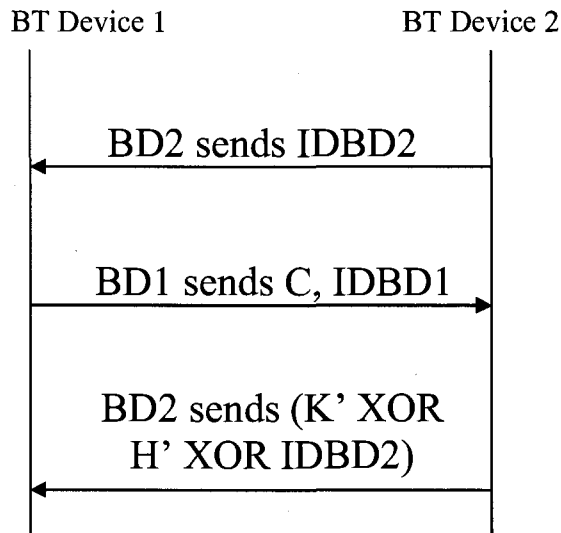 BT Device 1
BT Device 2
BD2 sends IDBD2
BD1 sends C, IDBD1
BD2 sends (K’ XOR
H’ XOR IDBD2)